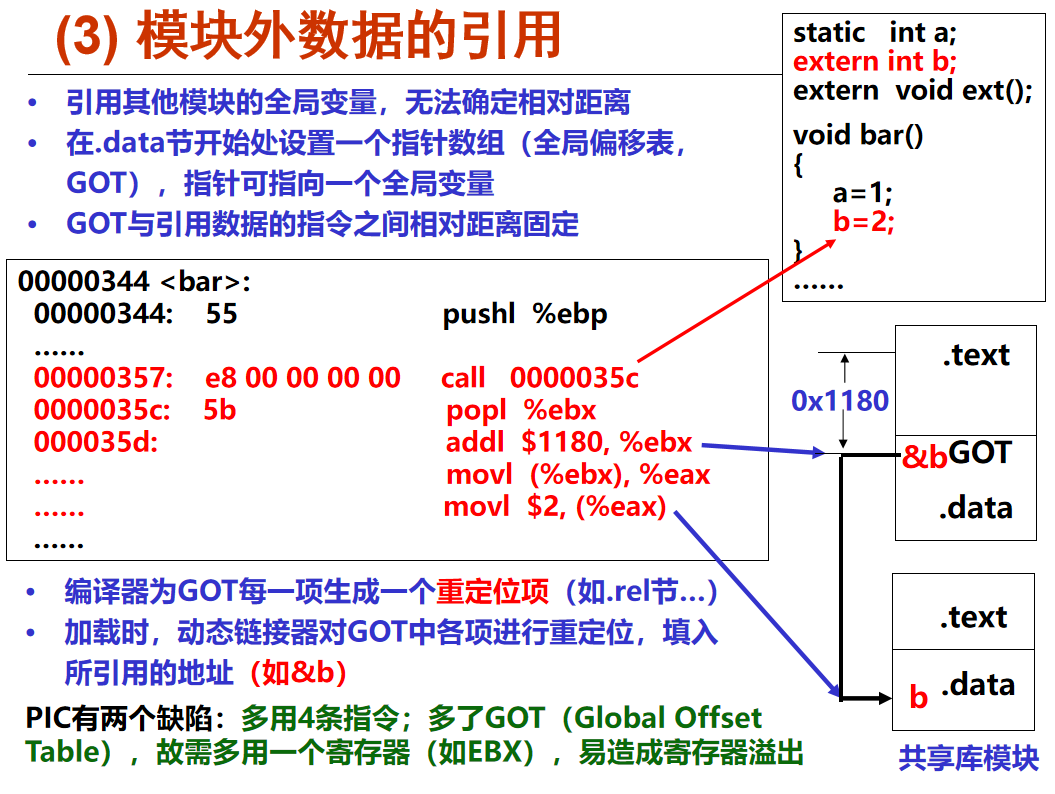 (3) 模块外数据的引用
• 引用其他模块的全局变量，无法确定相对距离
• 在.data节开始处设置一个指针数组（全局偏移表，
GOT），指针可指向一个全局变量
• GOT与引用数据的指令之间相对距离固定
static int a;
extern int b;
extern void ext();
void bar()
{
a=1;
b=2;
}
......
00000344 <bar>:
00000344: 55 pushl %ebp
......
00000357: e8 00 00 00 00 call 0000035c
0000035c: 5b popl %ebx
000035d: addl $1180, %ebx
...... movl (%ebx), %eax
...... movl $2, (%eax)
......
.text
0x1180
&b GOT
.data
.text
b .data
共享库模块
• 编译器为GOT每一项生成一个重定位项（如.rel节…）
• 加载时，动态链接器对GOT中各项进行重定位，填入
所引用的地址（如&b）
PIC有两个缺陷：多用4条指令；多了GOT（Global Offset
Table），故需多用一个寄存器（如EBX），易造成寄存器溢出